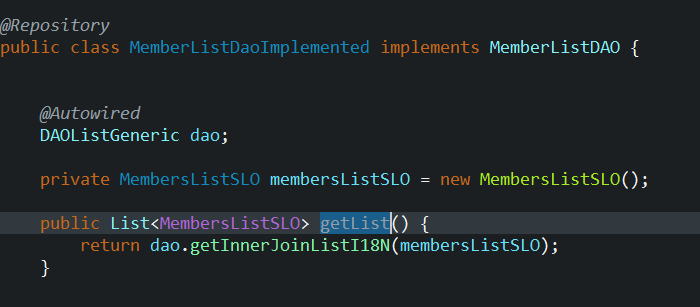 @Repository
public class MemberListDaoImplemented implements MemberListDAO {
@Autowired
DAOListGeneric dao;
private MembersListSLO membersListSLO = new MembersListSLO();
public List<MembersListSLO> getList() {
return dao.getInnerJoinListI18N(membersListSLO);
}